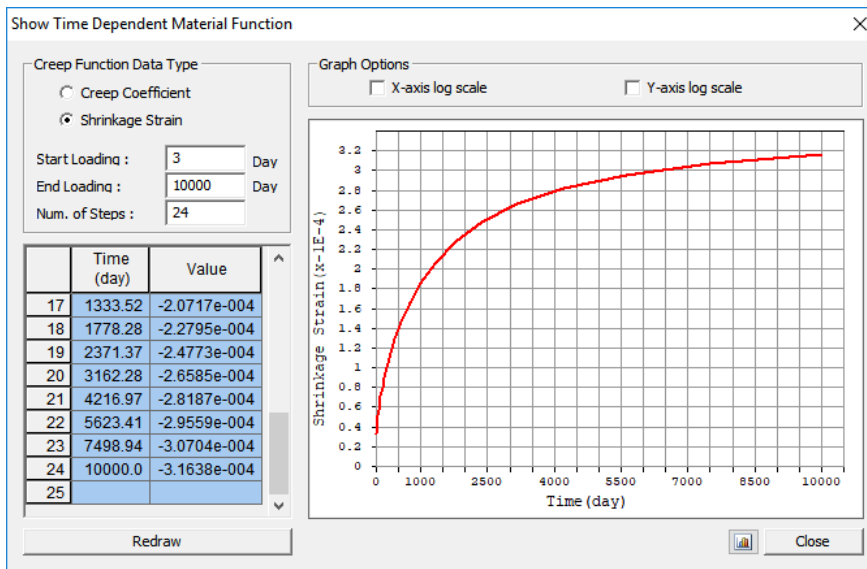 Show Time Dependent Material Function
Creep Function Data Type
Creep Coefficient
Shrinkage Strain
Start Loading : 3 Day
End Loading : 10000 Day
Num. of Steps : 24
Time (day) Value
17 1333.52 -2.0717e-004
18 1778.28 -2.2795e-004
19 2371.37 -2.4773e-004
20 3162.28 -2.6585e-004
21 4216.97 -2.8187e-004
22 5623.41 -2.9559e-004
23 7498.94 -3.0704e-004
24 10000.0 -3.1638e-004
25
Redraw
Graph Options
X-axis log scale Y-axis log scale
Shrinkage Strain(x-1E-4)
3.2
3
2.8
2.6
2.4
2.2
2
1.8
1.6
1.4
1.2
1
0.8
0.6
0.4
0.2
0
0 1000 2500 4000 5000 7000 8500 10000
Time(day)
Close